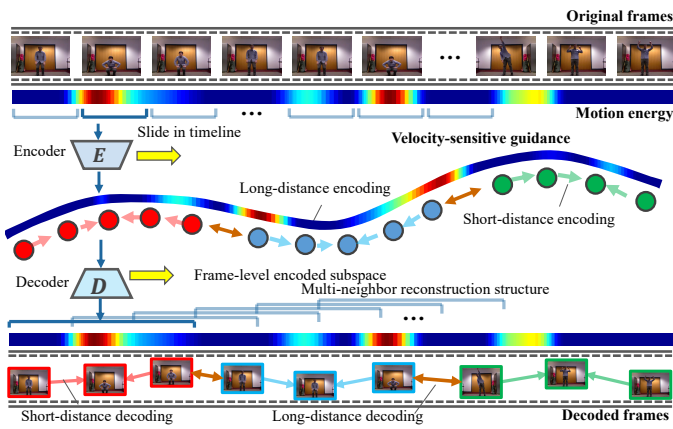 Original frames
...
Motion energy
Slide in timeline
...
Encoder
E
Velocity-sensitive guidance
Long-distance encoding
Short-distance encoding
Decoder
D
Frame-level encoded subspace
Multi-neighbor reconstruction structure
...
Short-distance decoding
Long-distance decoding
Decoded frames